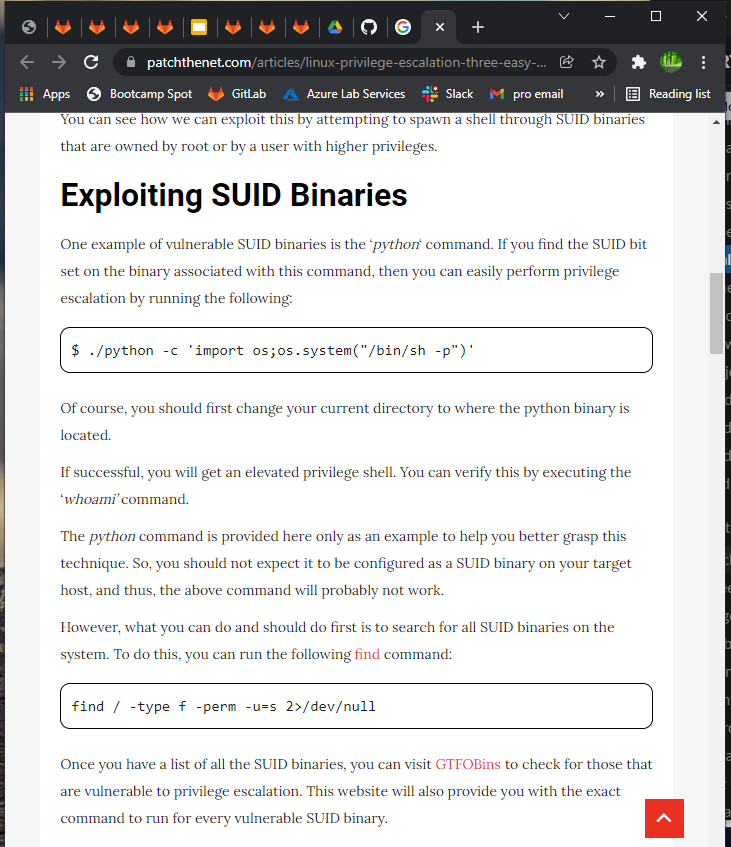 patchthenet.com/articles/linux-privilege-escalation-three-easy-...
Apps
Bootcamp Spot
GitLab
Azure Lab Services
Slack
pro email
»
Reading list
You can see how we can exploit this by attempting to spawn a shell through SUID binaries
that are owned by root or by a user with higher privileges.
Exploiting SUID Binaries
One example of vulnerable SUID binaries is the ‘python‘ command. If you find the SUID bit
set on the binary associated with this command, then you can easily perform privilege
escalation by running the following:
$ ./python -c 'import os;os.system("/bin/sh -p")'
Of course, you should first change your current directory to where the python binary is
located.
If successful, you will get an elevated privilege shell. You can verify this by executing the
‘whoami’ command.
The python command is provided here only as an example to help you better grasp this
technique. So, you should not expect it to be configured as a SUID binary on your target
host, and thus, the above command will probably not work.
However, what you can do and should do first is to search for all SUID binaries on the
system. To do this, you can run the following find command:
find / -type f -perm -u=s 2>/dev/null
Once you have a list of all the SUID binaries, you can visit GTFOBins to check for those that
are vulnerable to privilege escalation. This website will also provide you with the exact
command to run for every vulnerable SUID binary.